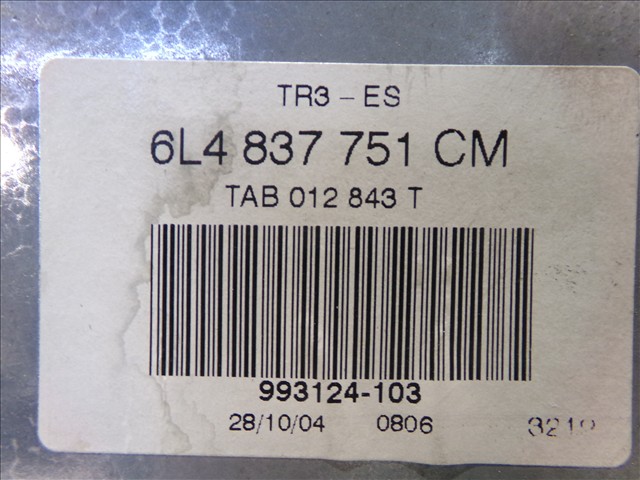 TR3 - ES
6L4 837 751 CM
TAB 012 843 T
993124-103
28/10/04 0806